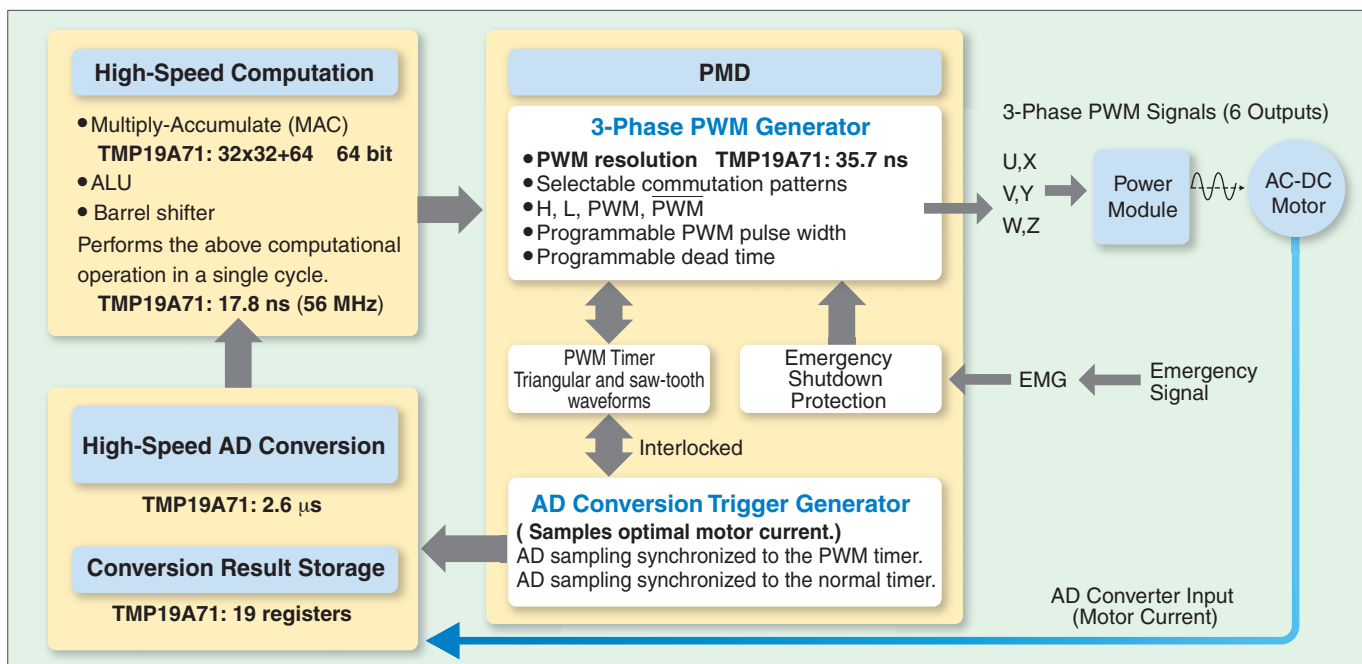 High-Speed Computation
• Multiply-Accumulate (MAC)
TMP19A71: 32x32+64 64 bit
• ALU
• Barrel shifter
Performs the above computational
operation in a single cycle.
TMP19A71: 17.8 ns (56 MHz)
High-Speed AD Conversion
TMP19A71: 2.6 μs
Conversion Result Storage
TMP19A71: 19 registers
PMD
3-Phase PWM Generator
• PWM resolution TMP19A71: 35.7 ns
• Selectable commutation patterns
• H, L, PWM, P̅W̅M̅
• Programmable PWM pulse width
• Programmable dead time
PWM Timer
Triangular and saw-tooth
waveforms
Emergency
Shutdown
Protection
Interlocked
AD Conversion Trigger Generator
( Samples optimal motor current.)
AD sampling synchronized to the PWM timer.
AD sampling synchronized to the normal timer.
3-Phase PWM Signals (6 Outputs)
U,X
V,Y
W,Z
Power
Module
AC-DC
Motor
EMG
Emergency
Signal
AD Converter Input
(Motor Current)